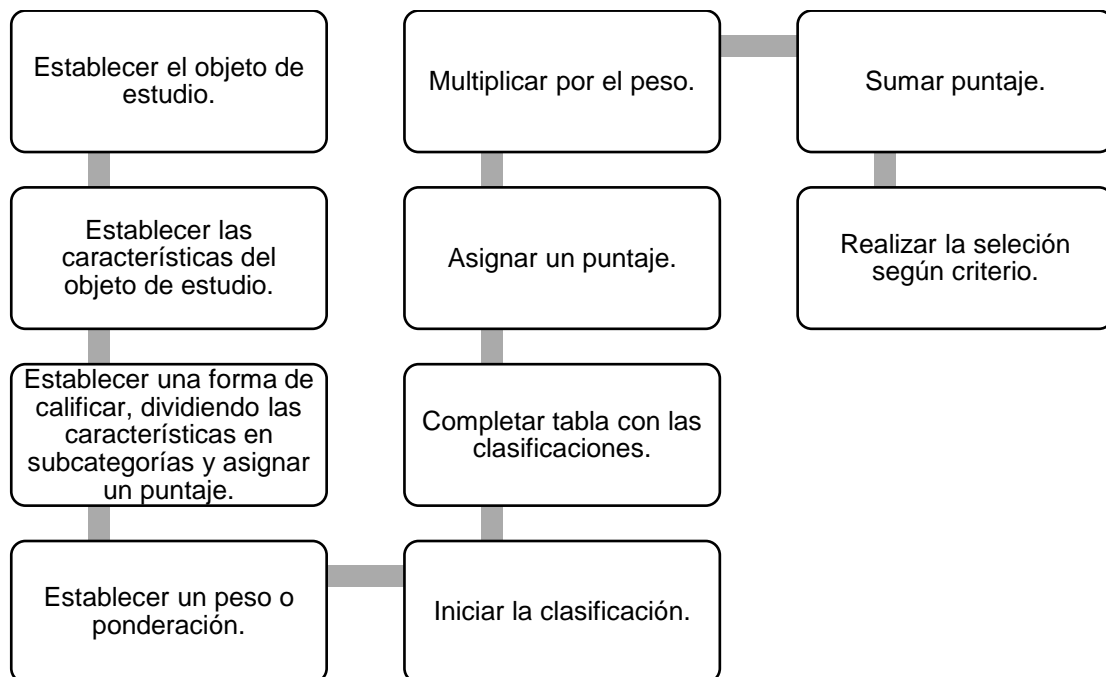 Establecer el objeto de
estudio.
Establecer las
características del
objeto de estudio.
Establecer una forma de
calificar, dividiendo las
características en
subcategorías y asignar
un puntaje.
Establecer un peso o
ponderación.
Iniciar la clasificación.
Completar tabla con las
clasificaciones.
Asignar un puntaje.
Multiplicar por el peso.
Sumar puntaje.
Realizar la seleción
según criterio.